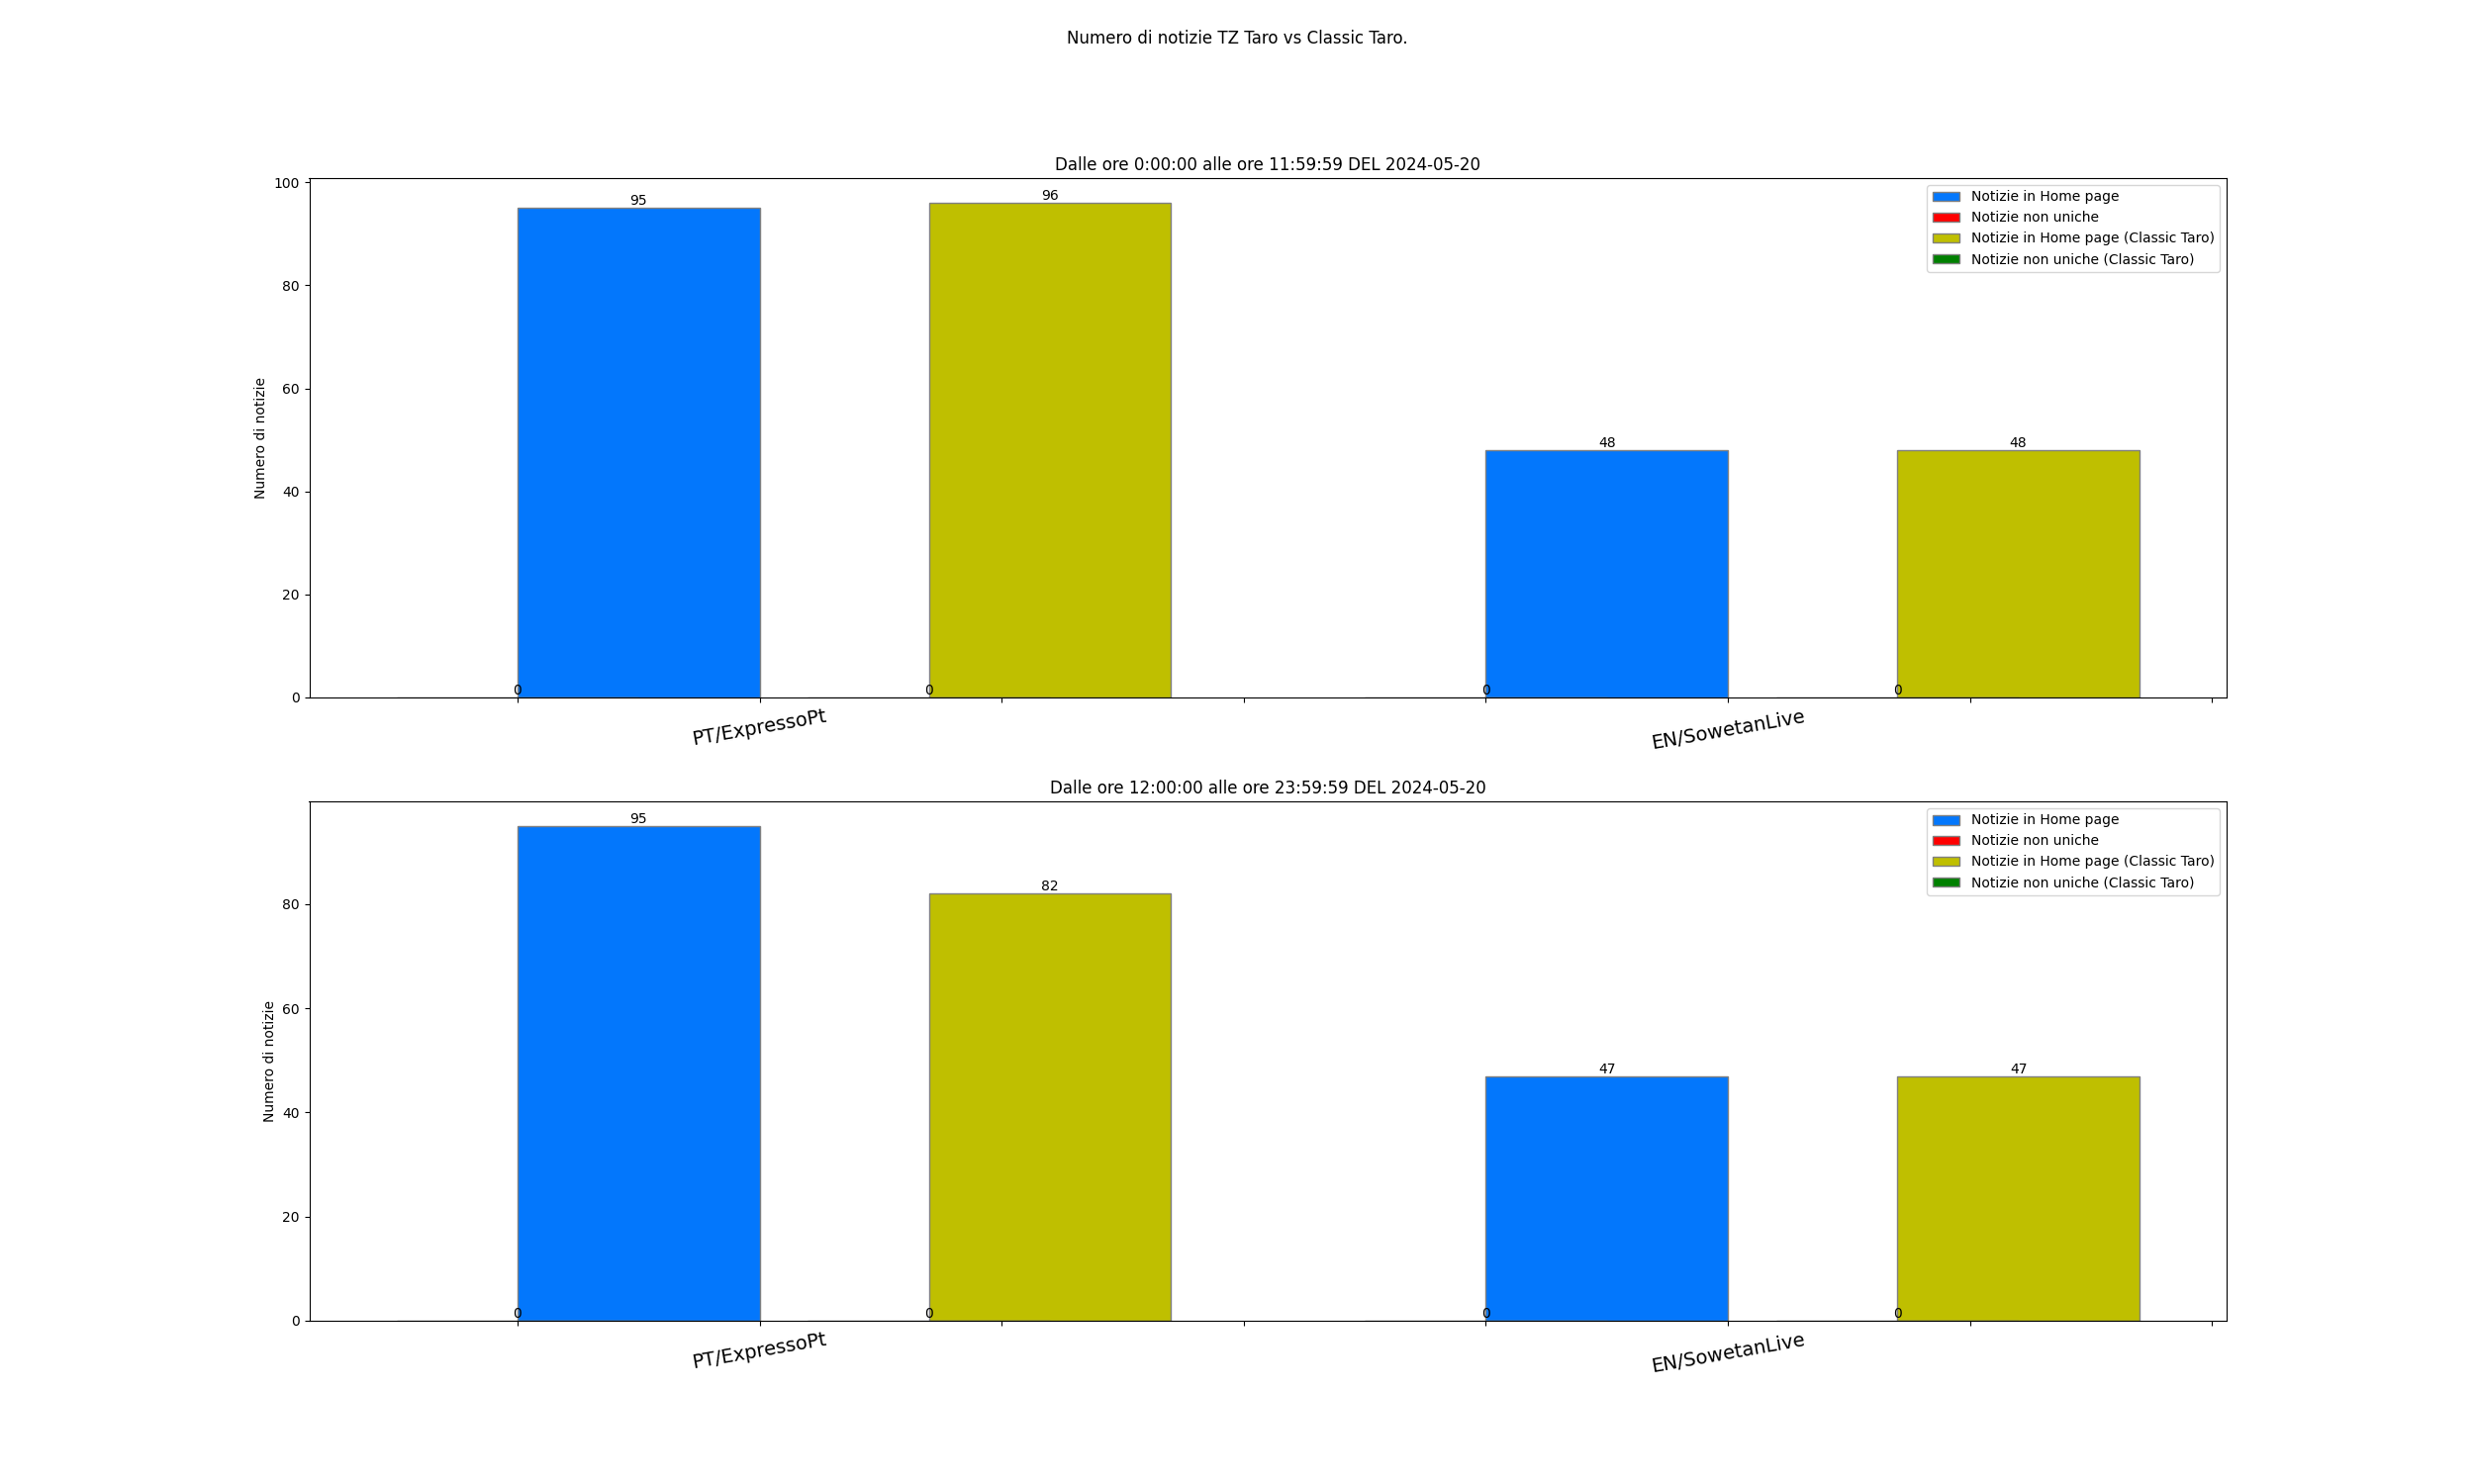 Numero di notizie TZ Taro vs Classic Taro.
Dalle ore 0:00:00 alle ore 11:59:59 DEL 2024-05-20
Numero di notizie
100
80
60
40
20
0
95
96
48
48
0
0
0
0
Notizie in Home page
Notizie non uniche
Notizie in Home page (Classic Taro)
Notizie non uniche (Classic Taro)
PT/ExpressoPt
EN/SowetanLive
Dalle ore 12:00:00 alle ore 23:59:59 DEL 2024-05-20
Numero di notizie
80
60
40
20
0
95
82
47
47
0
0
0
0
Notizie in Home page
Notizie non uniche
Notizie in Home page (Classic Taro)
Notizie non uniche (Classic Taro)
PT/ExpressoPt
EN/SowetanLive